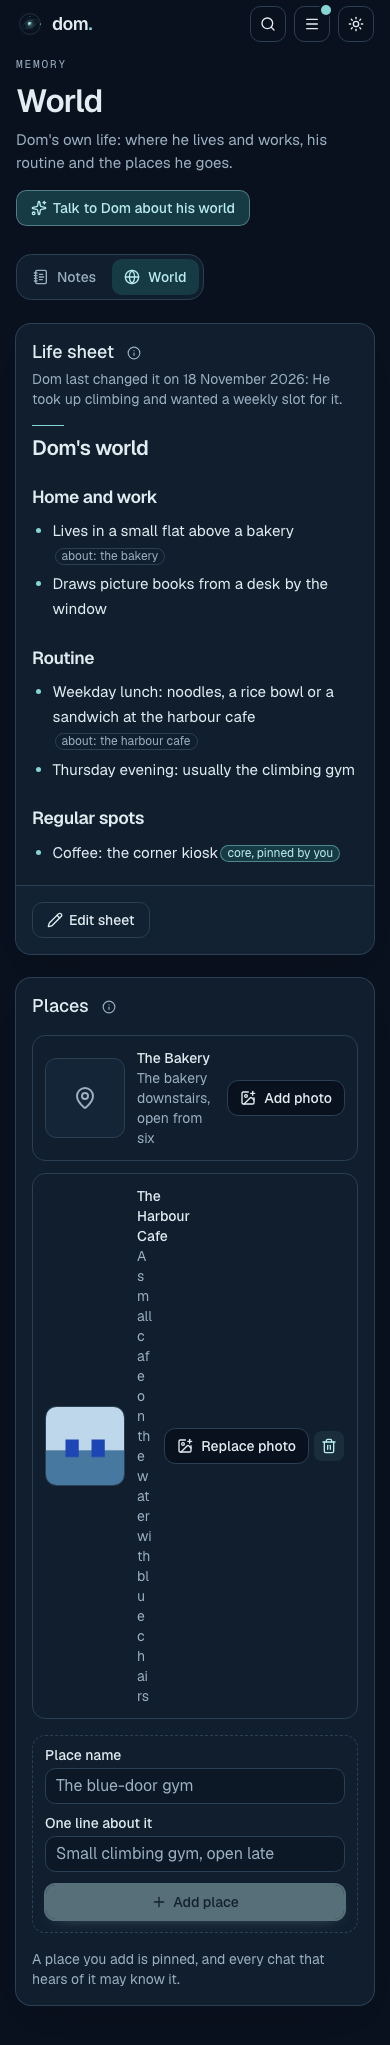 dom.
MEMORY
World
Dom's own life: where he lives and works, his
routine and the places he goes.
Talk to Dom about his world
Notes
World
Life sheet
Dom last changed it on 18 November 2026: He
took up climbing and wanted a weekly slot for it.
Dom's world
Home and work
Lives in a small flat above a bakery
about: the bakery
Draws picture books from a desk by the
window
Routine
Weekday lunch: noodles, a rice bowl or a
sandwich at the harbour cafe
about: the harbour cafe
Thursday evening: usually the climbing gym
Regular spots
Coffee: the corner kiosk core, pinned by you
Edit sheet
Places
The Bakery
The bakery
downstairs,
open from
six
Add photo
The
Harbour
Cafe
A
s
m
all
c
af
e
o
n
th
e
w
at
er
wi
th
bl
u
e
c
h
ai
rs
Replace photo
Place name
The blue-door gym
One line about it
Small climbing gym, open late
Add place
A place you add is pinned, and every chat that
hears of it may know it.